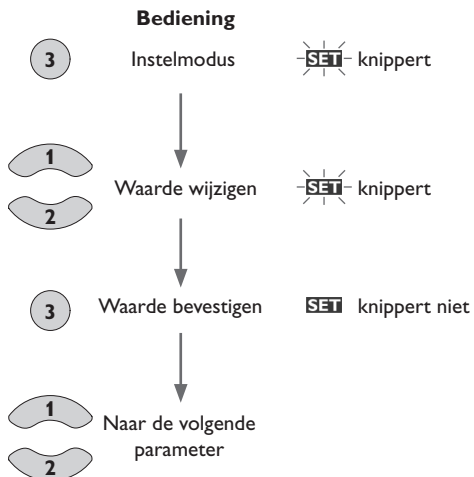 Bediening
3 Instelmodus SET knippert
1
Waarde wijzigen SET knippert
2
3 Waarde bevestigen SET knippert niet
1
Naar de volgende
parameter
2